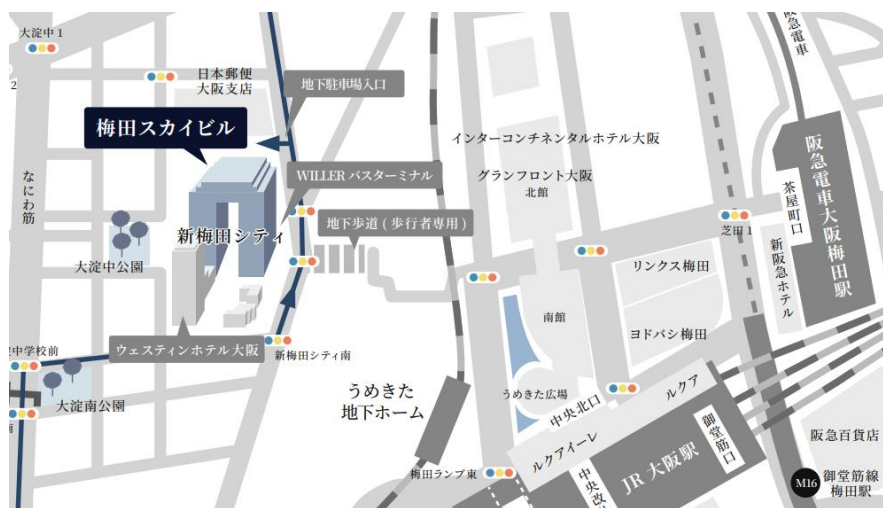 大淀中1
2
日本郵便
大阪支店
地下駐車場入口
梅田スカイビル
なにわ筋
WILLER バスターミナル
新梅田シティ
地下歩道(歩行者専用)
大淀中公園
ウェスティンホテル大阪
新梅田シティ南
中学校前
大淀南公園
南
インターコンチネンタルホテル大阪
グランフロント大阪
北館
南館
うめきた広場
うめきた
地下ホーム
梅田ランプ東
中央北口
ルクアイーレ
ルクア
JR 大阪駅
御堂筋口
中央改
リンクス梅田
ヨドバシ梅田
芝田1
茶屋町口
新阪急ホテル
阪急電車
阪急電車大阪梅田駅
阪急百貨店
M16
御堂筋線
梅田駅